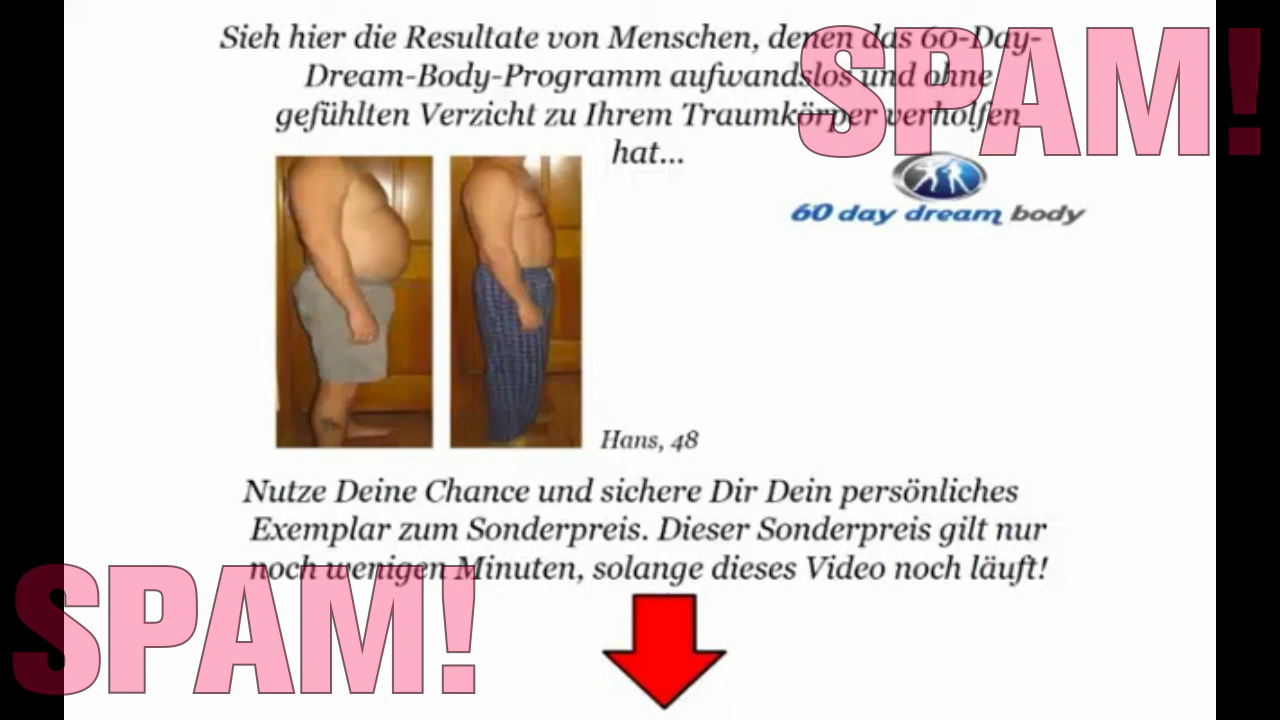 Sieh hier die Resultate von Menschen, denen das 60-Day-
Dream-Body-Programm aufwandslos und ohne
gefühlten Verzicht zu Ihrem Traumkörper verholfen
hat...
SPAM!
60 day dream body
Hans, 48
Nutze Deine Chance und sichere Dir Dein persönliches
Exemplar zum Sonderpreis. Dieser Sonderpreis gilt nur
noch wenigen Minuten, solange dieses Video noch läuft!
SPAM!